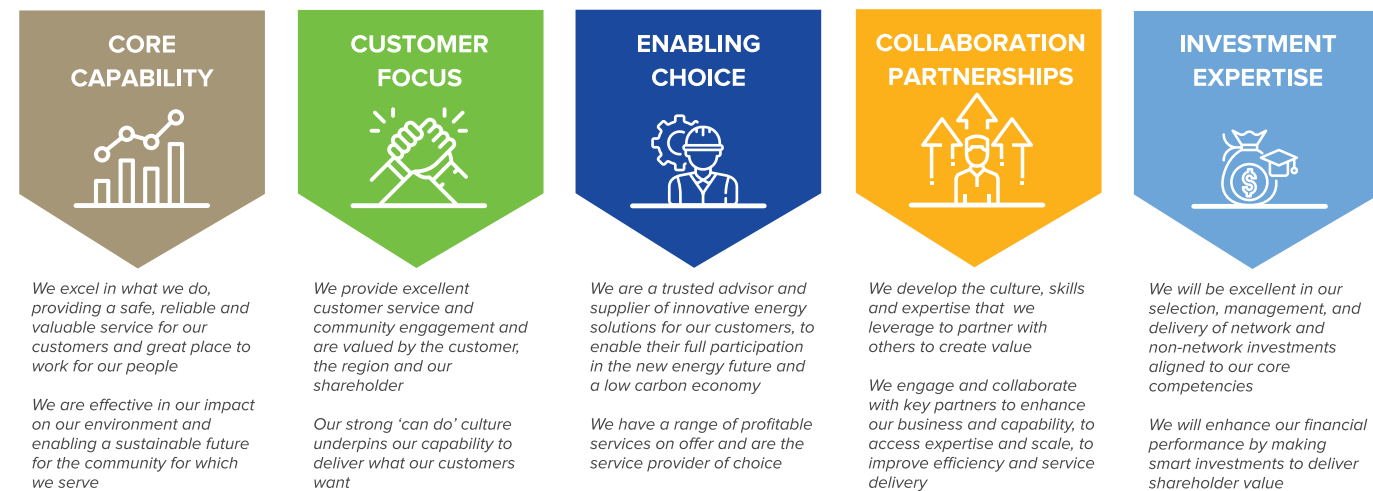 CORE
CAPABILITY
We excel in what we do,
providing a safe, reliable and
valuable service for our
customers and great place to
work for our people
We are effective in our impact
on our environment and
enabling a sustainable future
for the community for which
we serve
CUSTOMER
FOCUS
We provide excellent
customer service and
community engagement and
are valued by the customer,
the region and our
shareholder
Our strong ‘can do’ culture
underpins our capability to
deliver what our customers
want
ENABLING
CHOICE
We are a trusted advisor and
supplier of innovative energy
solutions for our customers, to
enable their full participation
in the new energy future and
a low carbon economy
We have a range of profitable
services on offer and are the
service provider of choice
COLLABORATION
PARTNERSHIPS
We develop the culture, skills
and expertise that we
leverage to partner with
others to create value
We engage and collaborate
with key partners to enhance
our business and capability, to
access expertise and scale, to
improve efficiency and service
delivery
INVESTMENT
EXPERTISE
$
We will be excellent in our
selection, management, and
delivery of network and
non-network investments
aligned to our core
competencies
We will enhance our financial
performance by making
smart investments to deliver
shareholder value